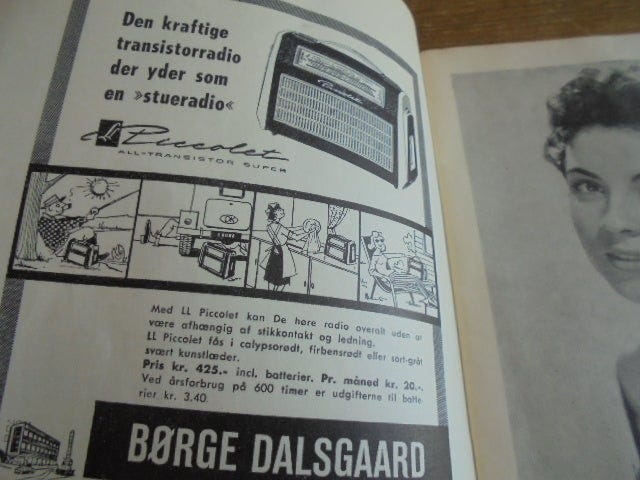 Den kraftige
transistorradio
der yder som
en »stueradio«
LL Piccolet
ALL-TRANSISTOR SUPER
Med LL Piccolet kan De høre radio overalt uden at
være afhængig af stikkontakt og ledning.
LL Piccolet fås i calypsorødt, firbensrødt eller sort-gråt
svært kunstlæder.
Pris kr. 425.- incl. batterier. Pr. måned kr. 20.-.
Ved årsforbrug på 600 timer er udgifterne til batte
rier kr. 3.40.
BØRGE DALSGAARD